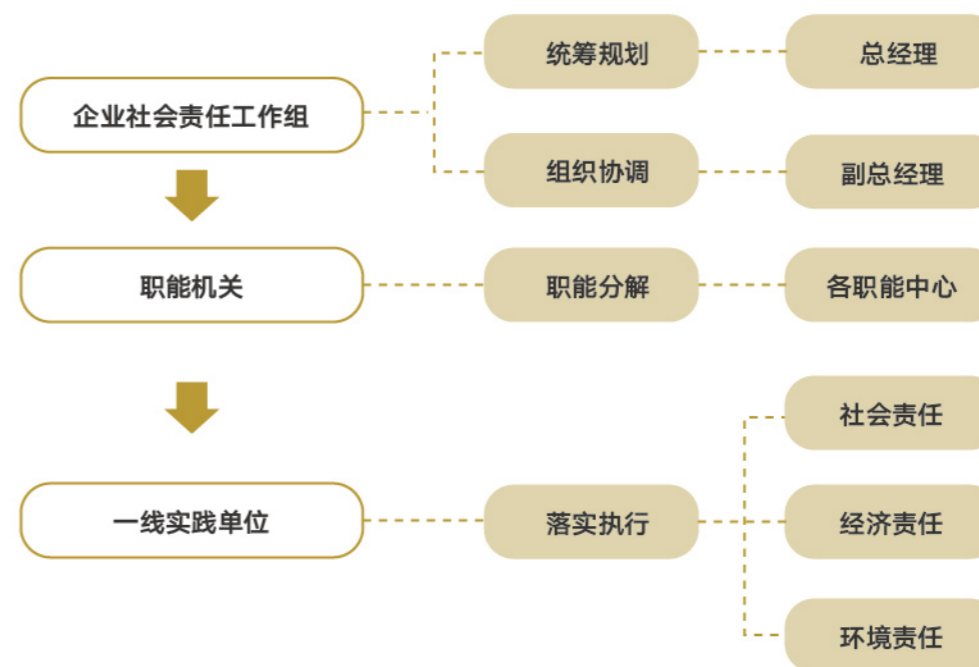 统筹规划
总经理
企业社会责任工作组
组织协调
副总经理
职能机关
职能分解
各职能中心
社会责任
一线实践单位
落实执行
经济责任
环境责任